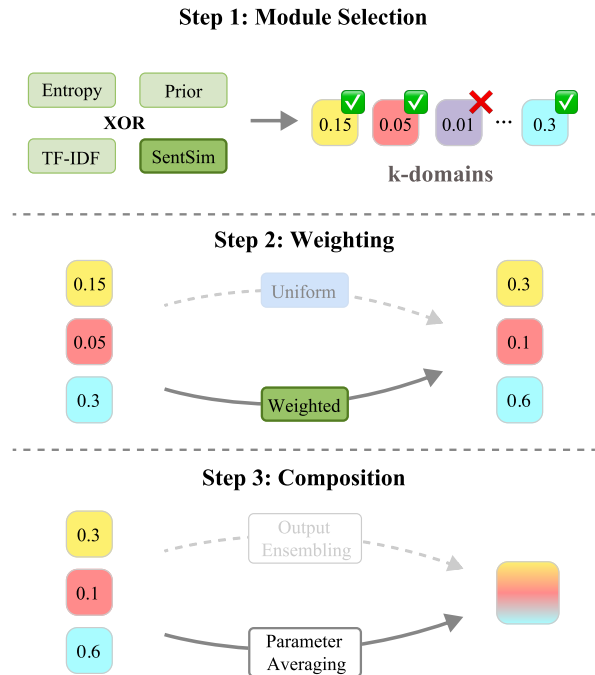 Step 1: Module Selection
Entropy
Prior
XOR
TF-IDF
SentSim
0.15
0.05
0.01
...
0.3
k-domains
Step 2: Weighting
0.15
0.05
0.3
Uniform
Weighted
0.3
0.1
0.6
Step 3: Composition
0.3
0.1
0.6
Output
Ensembling
Parameter
Averaging